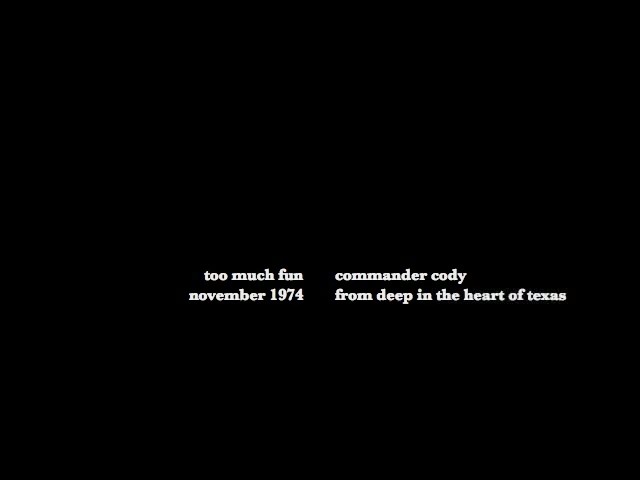 too much fun commander cody
november 1974 from deep in the heart of texas